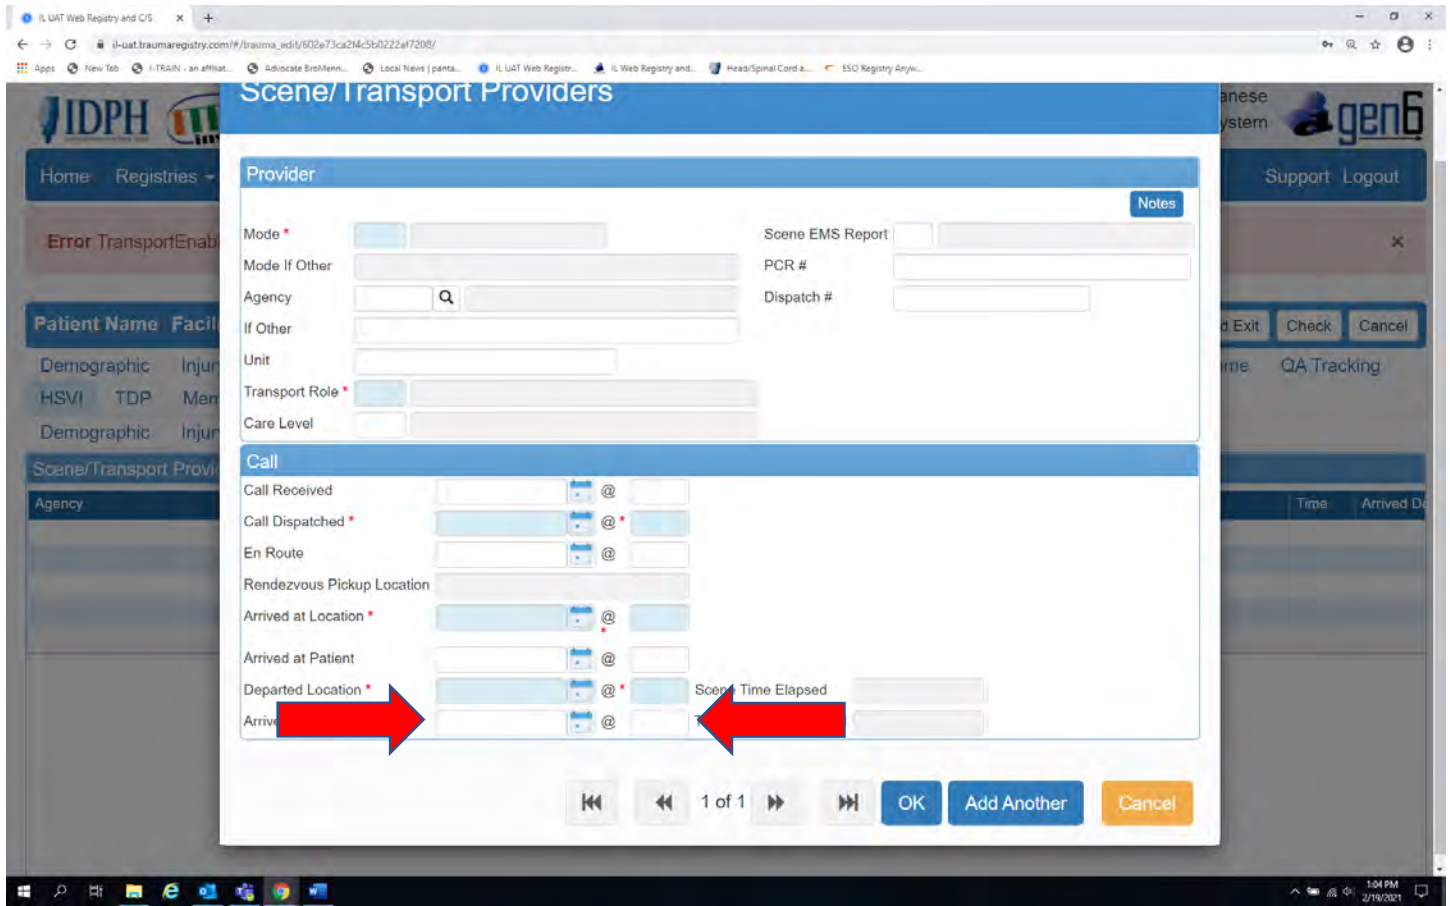 IL UAT Web Registry and C/S
il-uat.traumaregistry.com/#/trauma_edit/602e73ca2f4c5b0222af7208/
Apps New Tab I-TRAIN - an affiliat... Advocate BroMenn... Local News | panta... IL UAT Web Registr... IL Web Registry and... Head/Spinal Cord a... ESO Registry Anyw...
Scene/Transport Providers
IDPH
anese
ystem
gen6
Home Registries
Support Logout
Provider
Notes
Error TransportEnab
Mode *
Scene EMS Report
Mode If Other
PCR #
Agency
Dispatch #
If Other
Patient Name Facil
d Exit Check Cancel
Unit
Demographic Injur
me QA Tracking
Transport Role *
HSVI TDP Mem
Care Level
Demographic Injur
Call
Scene/Transport Provi
Call Received @
Agency
Time Arrived De
Call Dispatched * @ *
En Route @
Rendezvous Pickup Location
Arrived at Location * @ *
Arrived at Patient @
Departed Location * @ * Scene Time Elapsed
Arrive @ T
1 of 1 OK Add Another Cancel
1:04 PM
2/19/2021